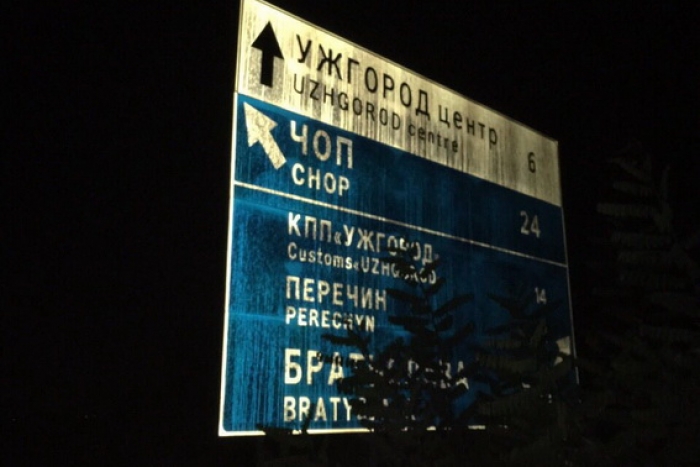 УЖГОРОД центр 6
UZHGOROD centre
ЧОП
CHOP 24
КПП«УЖГОРОД»
Customs«UZHGOROD
ПЕРЕЧИН 14
PERECHYN